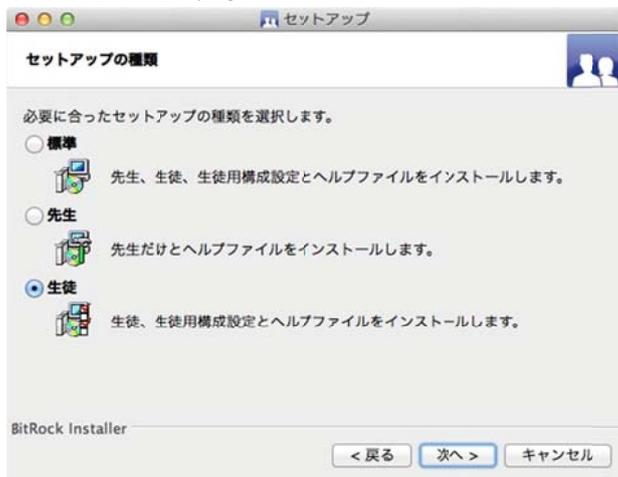 セットアップ
セットアップの種類
必要に合ったセットアップの種類を選択します。
標準
先生、生徒、生徒用構成設定とヘルプファイルをインストールします。
先生
先生だけとヘルプファイルをインストールします。
生徒
生徒、生徒用構成設定とヘルプファイルをインストールします。
BitRock Installer
< 戻る
次へ >
キャンセル